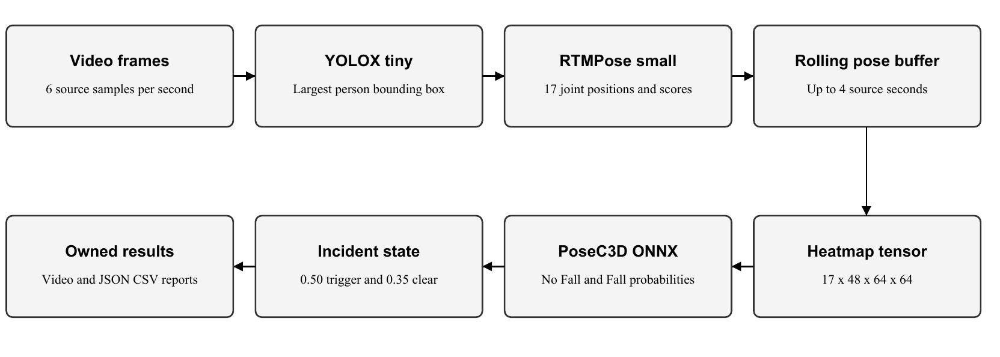 Video frames
6 source samples per second
YOLOX tiny
Largest person bounding box
RTMPose small
17 joint positions and scores
Rolling pose buffer
Up to 4 source seconds
Heatmap tensor
17 x 48 x 64 x 64
PoseC3D ONNX
No Fall and Fall probabilities
Incident state
0.50 trigger and 0.35 clear
Owned results
Video and JSON CSV reports